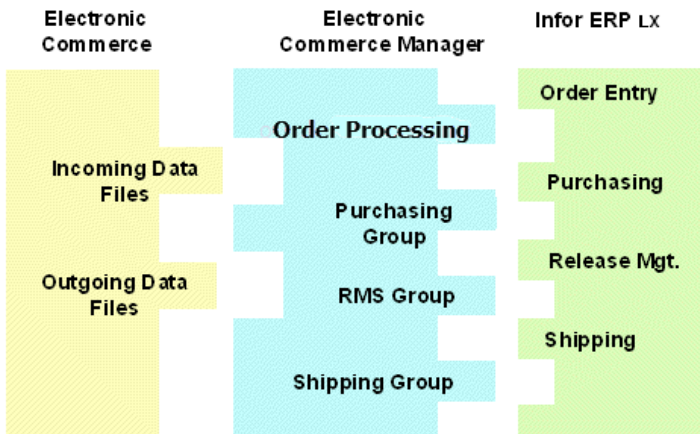 Electronic
Commerce
Electronic
Commerce Manager
Infor ERP LX
Incoming Data
Files
Outgoing Data
Files
Order Processing
Purchasing
Group
RMS Group
Shipping Group
Order Entry
Purchasing
Release Mgt.
Shipping